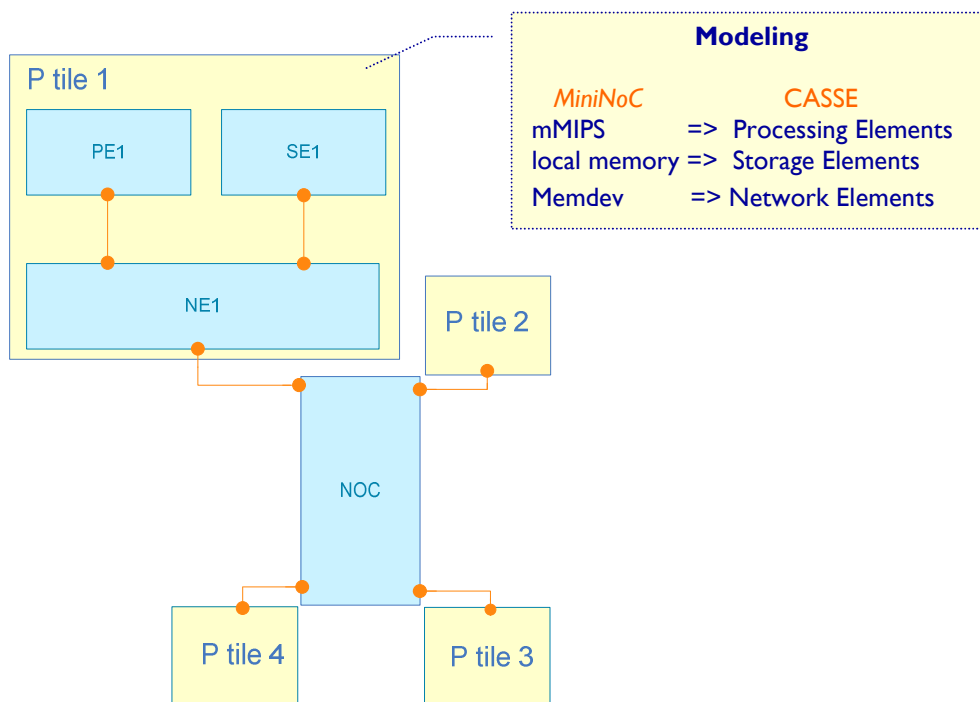 Modeling
P tile 1
MiniNoC CASSE
mMIPS => Processing Elements
local memory => Storage Elements
Memdev => Network Elements
PE1 SE1
NE1
P tile 2
NOC
P tile 4 P tile 3